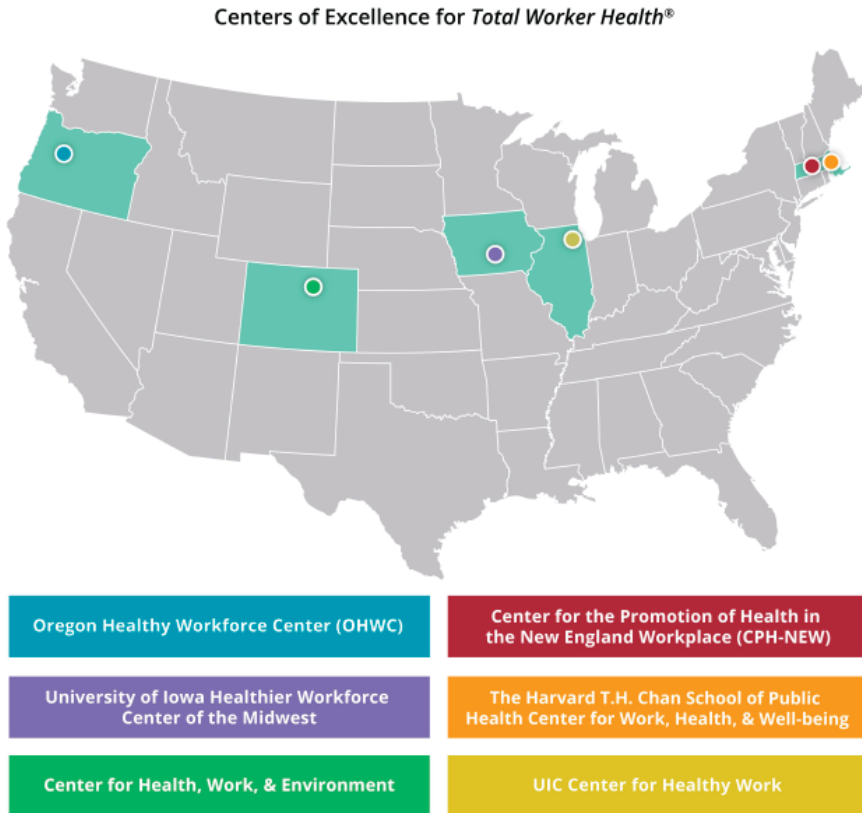 Centers of Excellence for Total Worker Health®
Oregon Healthy Workforce Center (OHWC)
Center for the Promotion of Health in
the New England Workplace (CPH-NEW)
University of Iowa Healthier Workforce
Center of the Midwest
The Harvard T.H. Chan School of Public
Health Center for Work, Health, & Well-being
Center for Health, Work, & Environment
UIC Center for Healthy Work